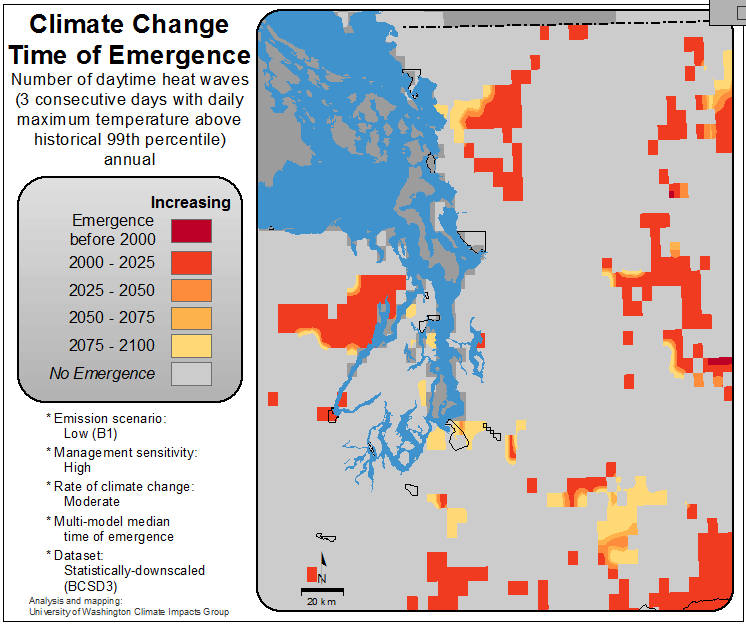 Climate Change
Time of Emergence
Number of daytime heat waves
(3 consecutive days with daily
maximum temperature above
historical 99th percentile)
annual
Increasing
Emergence
before 2000
2000 - 2025
2025 - 2050
2050 - 2075
2075 - 2100
No Emergence
* Emission scenario:
Low (B1)
* Management sensitivity:
High
* Rate of climate change:
Moderate
* Multi-model median
time of emergence
* Dataset:
Statistically-downscaled
(BCSD3)
Analysis and mapping:
University of Washington Climate Impacts Group
N
20 km